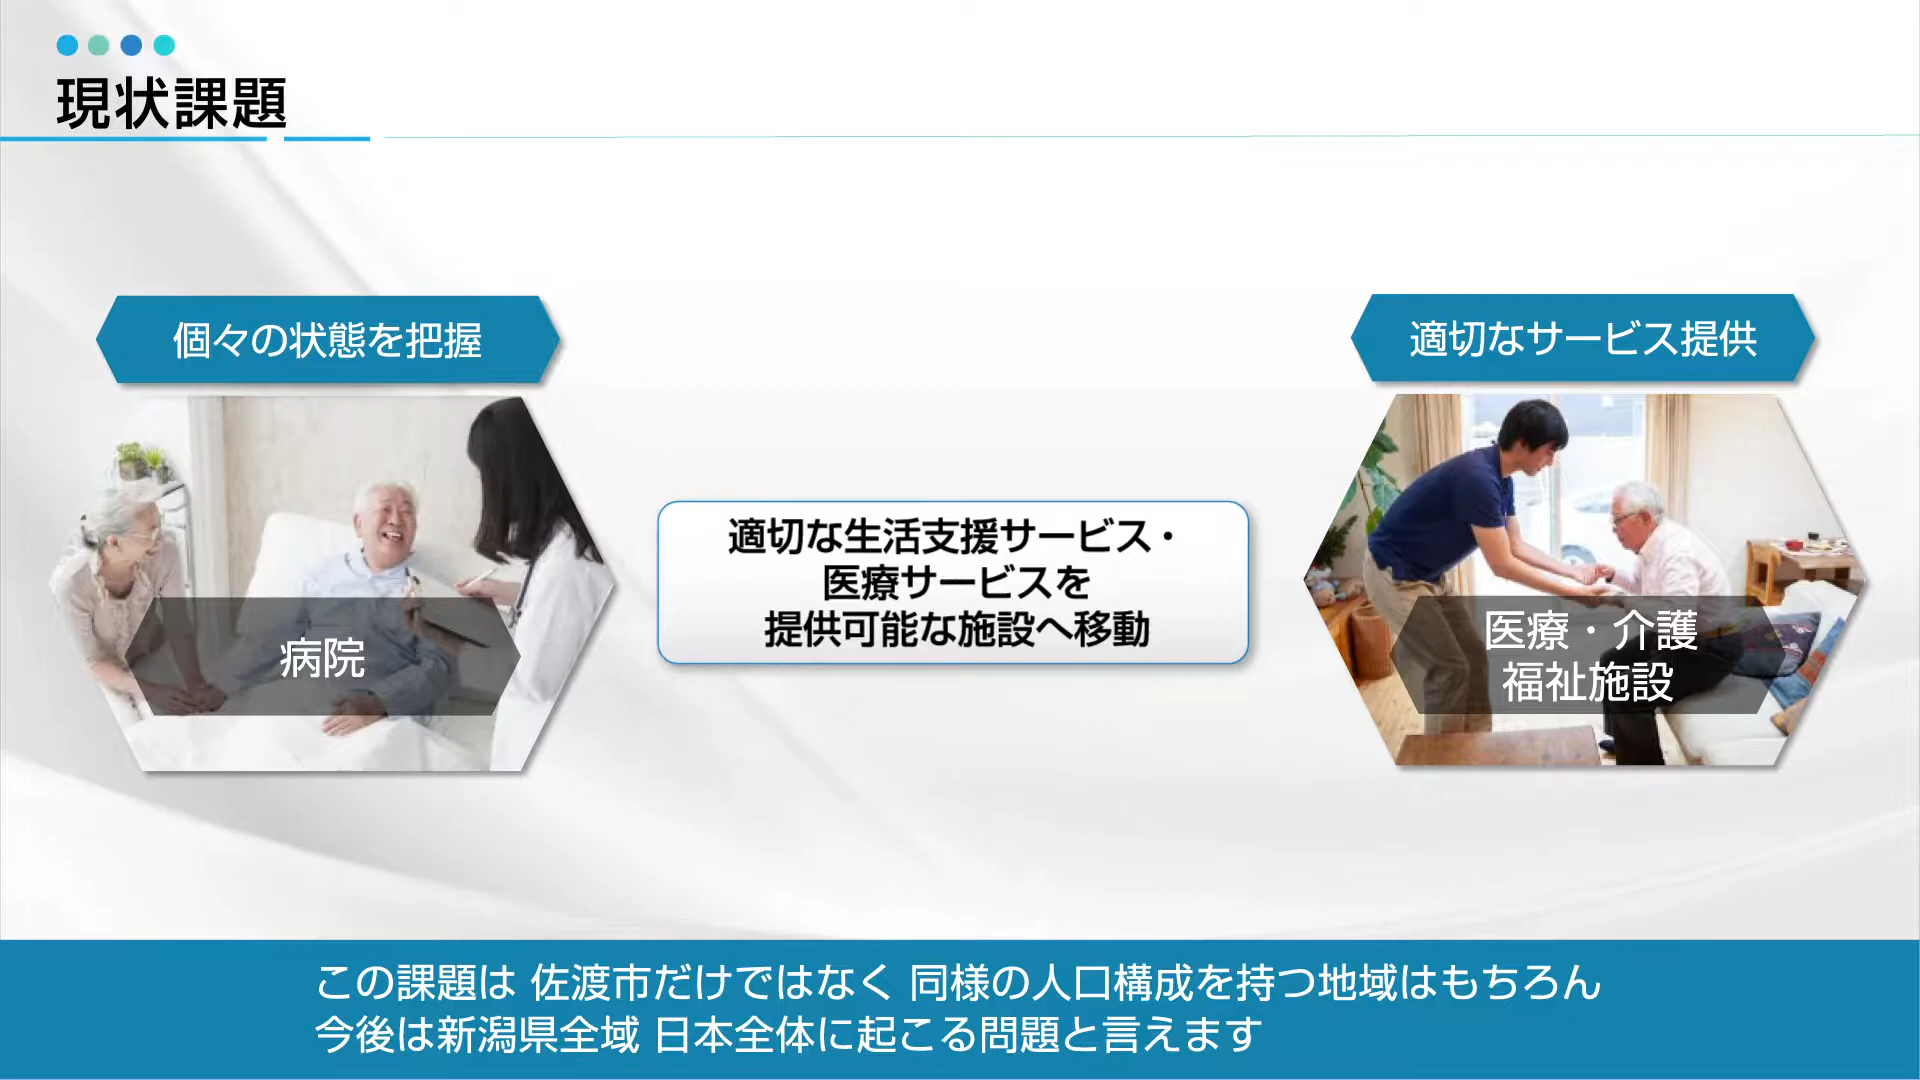 現状課題
個々の状態を把握
適切なサービス提供
病院
適切な生活支援サービス・
医療サービスを
提供可能な施設へ移動
医療・介護
福祉施設
この課題は 佐渡市だけではなく 同様の人口構成を持つ地域はもちろん
今後は新潟県全域 日本全体に起こる問題と言えます